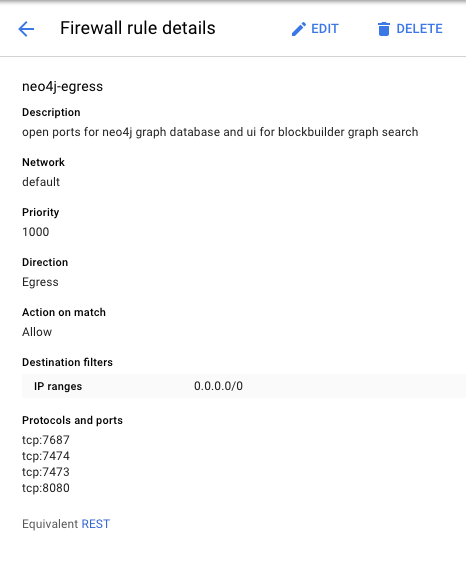 Firewall rule details
EDIT
DELETE
neo4j-egress
Description
open ports for neo4j graph database and ui for blockbuilder graph search
Network
default
Priority
1000
Direction
Egress
Action on match
Allow
Destination filters
IP ranges 0.0.0.0/0
Protocols and ports
tcp:7687
tcp:7474
tcp:7473
tcp:8080
Equivalent REST